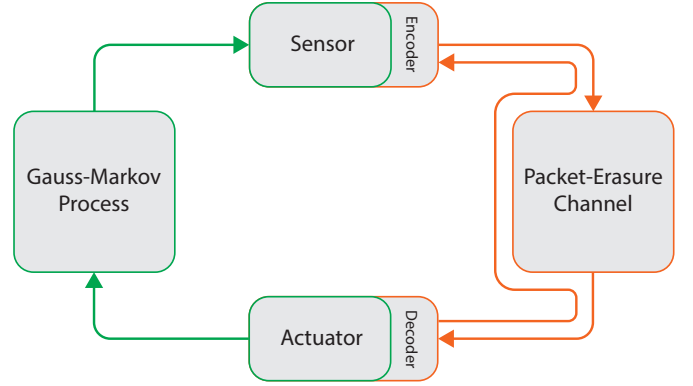 Sensor
Encoder
Gauss-Markov
Process
Packet-Erasure
Channel
Actuator
Decoder